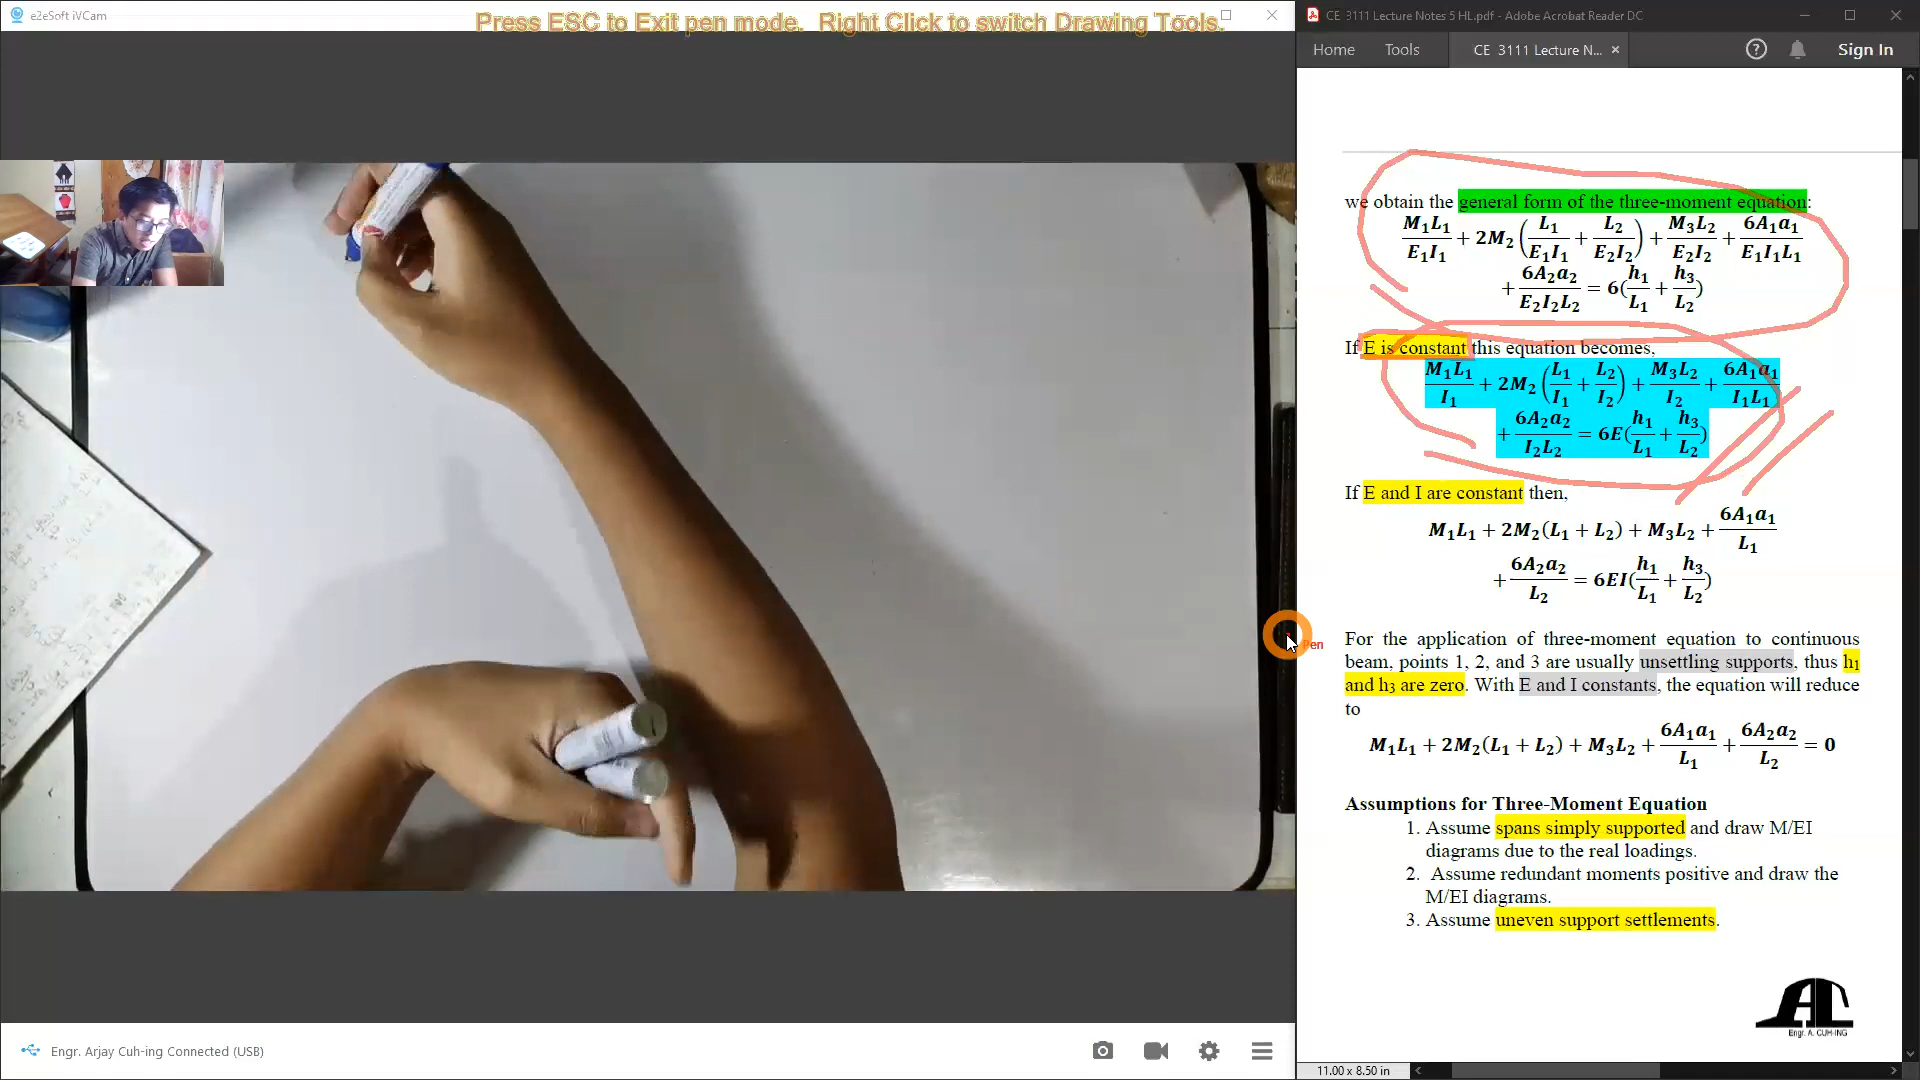 e2eSoft iVCam
Press ESC to Exit pen mode. Right Click to switch Drawing Tools.
CE 3111 Lecture Notes 5 HL.pdf - Adobe Acrobat Reader DC
Home Tools CE 3111 Lecture N... × Sign In
we obtain the general form of the three-moment equation:
M₁L₁/E₁I₁ + 2M₂ (L₁/E₁I₁ + L₂/E₂I₂) + M₃L₂/E₂I₂ + 6A₁a₁/E₁I₁L₁
+ 6A₂a₂/E₂I₂L₂ = 6(h₁/L₁ + h₃/L₂)
If E is constant this equation becomes,
M₁L₁/I₁ + 2M₂ (L₁/I₁ + L₂/I₂) + M₃L₂/I₂ + 6A₁a₁/I₁L₁
+ 6A₂a₂/I₂L₂ = 6E(h₁/L₁ + h₃/L₂)
If E and I are constant then,
M₁L₁ + 2M₂(L₁ + L₂) + M₃L₂ + 6A₁a₁/L₁
+ 6A₂a₂/L₂ = 6EI(h₁/L₁ + h₃/L₂)
Pen
For the application of three-moment equation to continuous
beam, points 1, 2, and 3 are usually unsettling supports, thus h₁
and h₃ are zero. With E and I constants, the equation will reduce
to
M₁L₁ + 2M₂(L₁ + L₂) + M₃L₂ + 6A₁a₁/L₁ + 6A₂a₂/L₂ = 0
Assumptions for Three-Moment Equation
1. Assume spans simply supported and draw M/EI
diagrams due to the real loadings.
2. Assume redundant moments positive and draw the
M/EI diagrams.
3. Assume uneven support settlements.
Engr. A. CUH-ING
Engr. Arjay Cuh-ing Connected (USB)
11.00 x 8.50 in